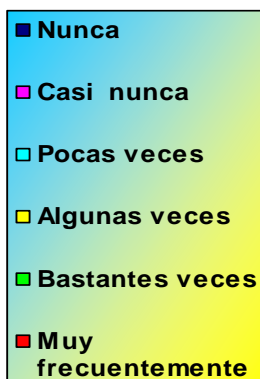 Nunca
Casi nunca
Pocas veces
Algunas veces
Bastantes veces
Muy
frecuentemente